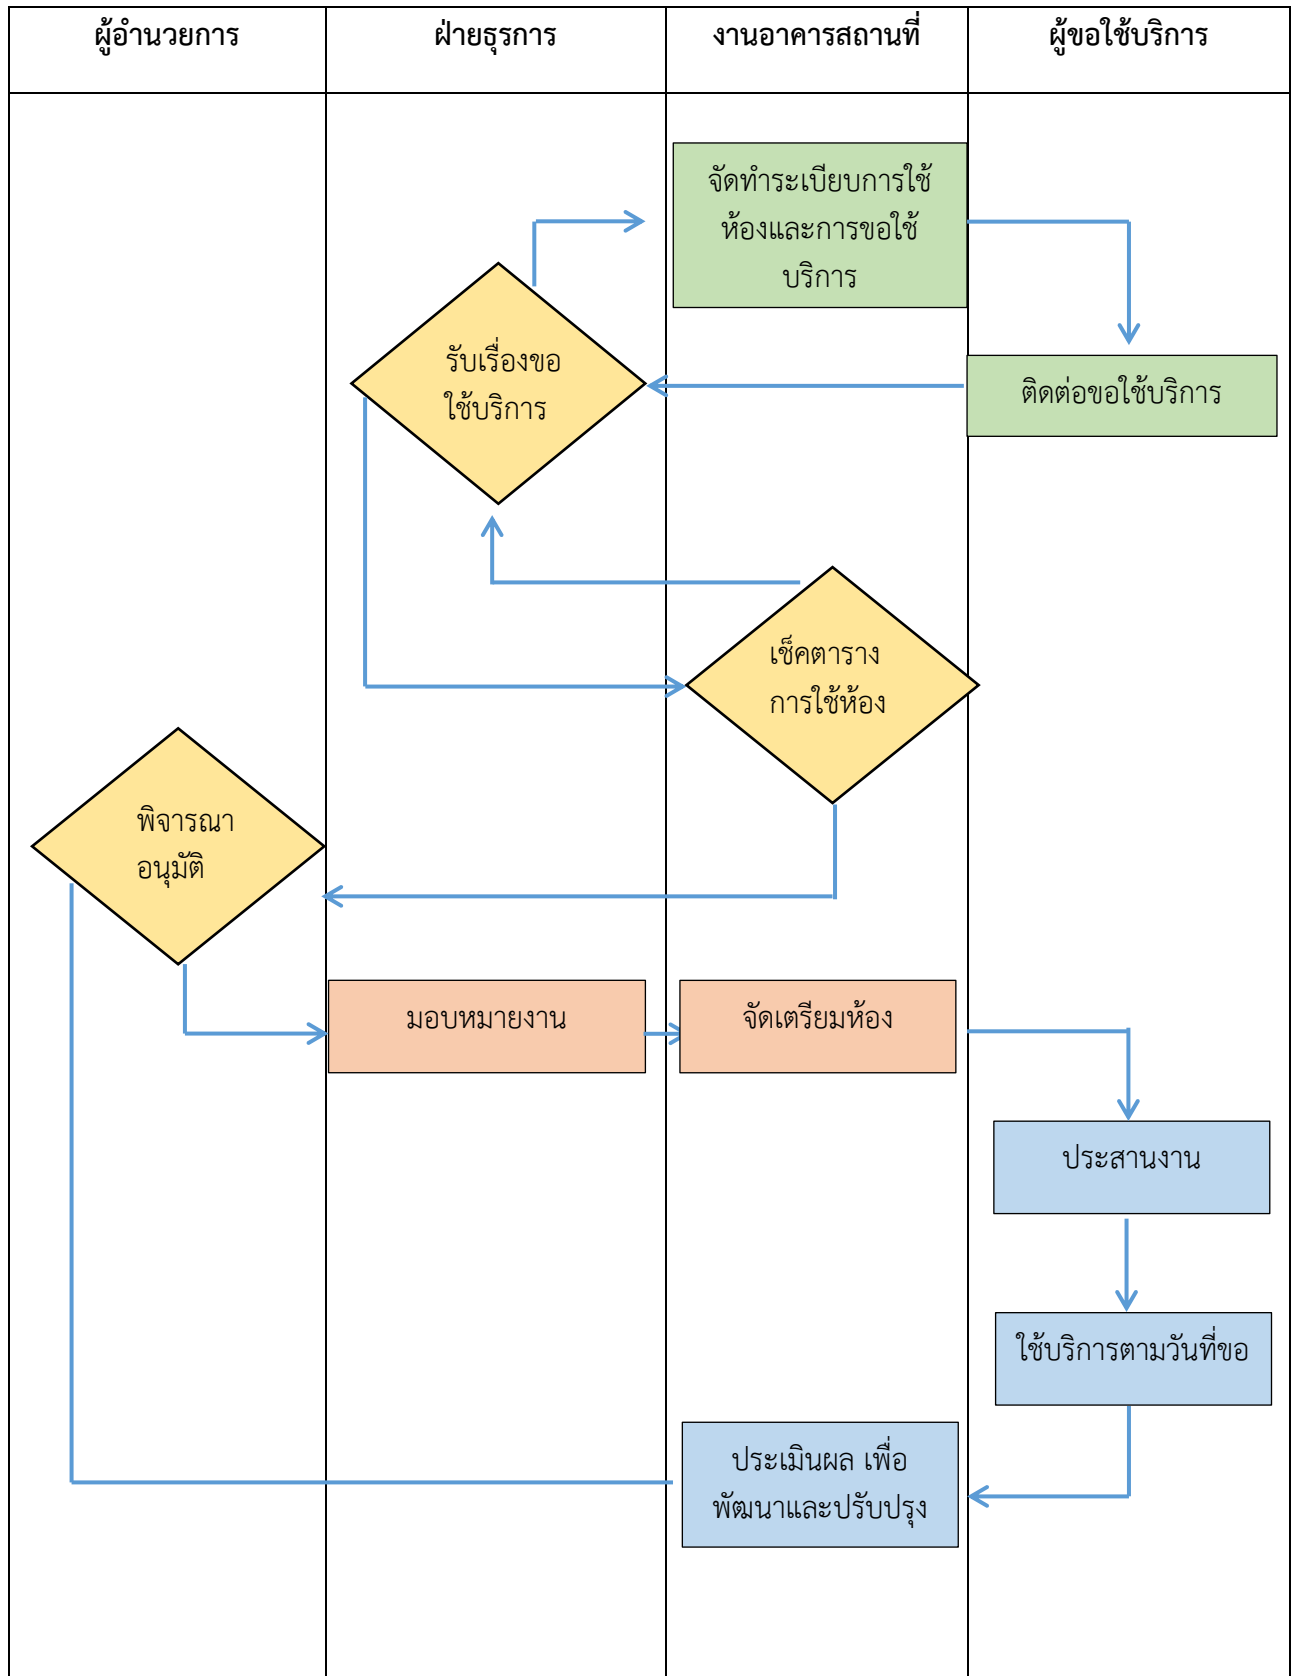 ผู้อำนวยการ
ฝ่ายธุรการ
งานอาคารสถานที่
ผู้ขอใช้บริการ
จัดทำระเบียบการใช้
ห้องและการขอใช้
บริการ
รับเรื่องขอ
ใช้บริการ
ติดต่อขอใช้บริการ
เช็คตาราง
การใช้ห้อง
พิจารณา
อนุมัติ
มอบหมายงาน
จัดเตรียมห้อง
ประสานงาน
ใช้บริการตามวันที่ขอ
ประเมินผล เพื่อ
พัฒนาและปรับปรุง